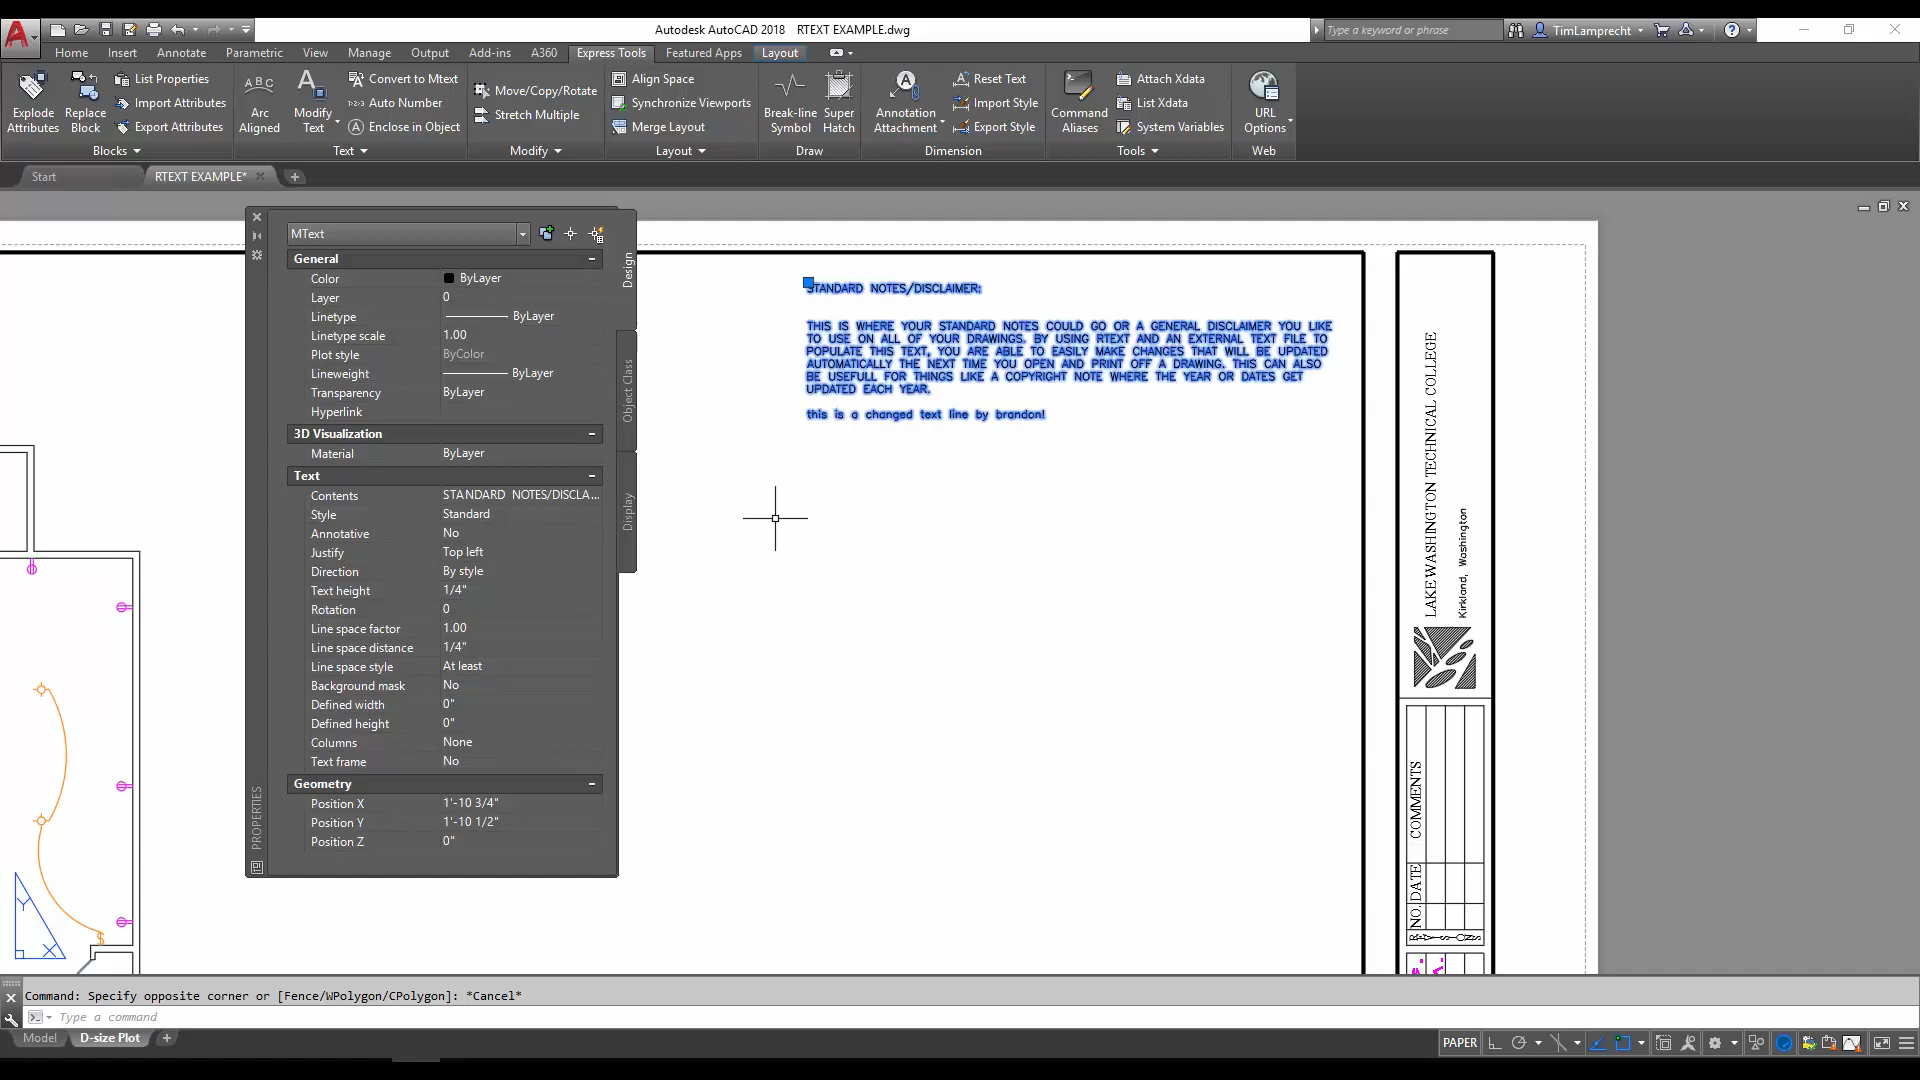 Autodesk AutoCAD 2018 RTEXT EXAMPLE.dwg
Type a keyword or phrase
TimLamprecht
Home Insert Annotate Parametric View Manage Output Add-ins A360 Express Tools Featured Apps Layout
Explode Attributes
Replace Block
List Properties
Import Attributes
Export Attributes
Blocks
ABC
Arc Aligned
Modify Text
Convert to Mtext
1-2-3 Auto Number
Enclose in Object
Text
Move/Copy/Rotate
Stretch Multiple
Modify
Align Space
Synchronize Viewports
Merge Layout
Layout
Break-line Symbol
Super Hatch
Draw
Annotation Attachment
Reset Text
Import Style
Export Style
Dimension
Command Aliases
Attach Xdata
List Xdata
System Variables
Tools
URL Options
Web
Start
RTEXT EXAMPLE*
MText
General
Color ByLayer
Layer 0
Linetype ByLayer
Linetype scale 1.00
Plot style ByColor
Lineweight ByLayer
Transparency ByLayer
Hyperlink
3D Visualization
Material ByLayer
Text
Contents STANDARD NOTES/DISCLA...
Style Standard
Annotative No
Justify Top left
Direction By style
Text height 1/4"
Rotation 0
Line space factor 1.00
Line space distance 1/4"
Line space style At least
Background mask No
Defined width 0"
Defined height 0"
Columns None
Text frame No
Geometry
Position X 1'-10 3/4"
Position Y 1'-10 1/2"
Position Z 0"
PROPERTIES
Design
Object Class
Display
STANDARD NOTES/DISCLAIMER:
THIS IS WHERE YOUR STANDARD NOTES COULD GO OR A GENERAL DISCLAIMER YOU LIKE
TO USE ON ALL OF YOUR DRAWINGS. BY USING RTEXT AND AN EXTERNAL TEXT FILE TO
POPULATE THIS TEXT, YOU ARE ABLE TO EASILY MAKE CHANGES THAT WILL BE UPDATED
AUTOMATICALLY THE NEXT TIME YOU OPEN AND PRINT OFF A DRAWING. THIS CAN ALSO
BE USEFULL FOR THINGS LIKE A COPYRIGHT NOTE WHERE THE YEAR OR DATES GET
UPDATED EACH YEAR.
this is a changed text line by brandon!
LAKE WASHINGTON TECHNICAL COLLEGE
Kirkland, Washington
COMMENTS
DATE
NO.
Y
X
$
Command: Specify opposite corner or [Fence/WPolygon/CPolygon]: *Cancel*
Type a command
Model
D-size Plot
PAPER